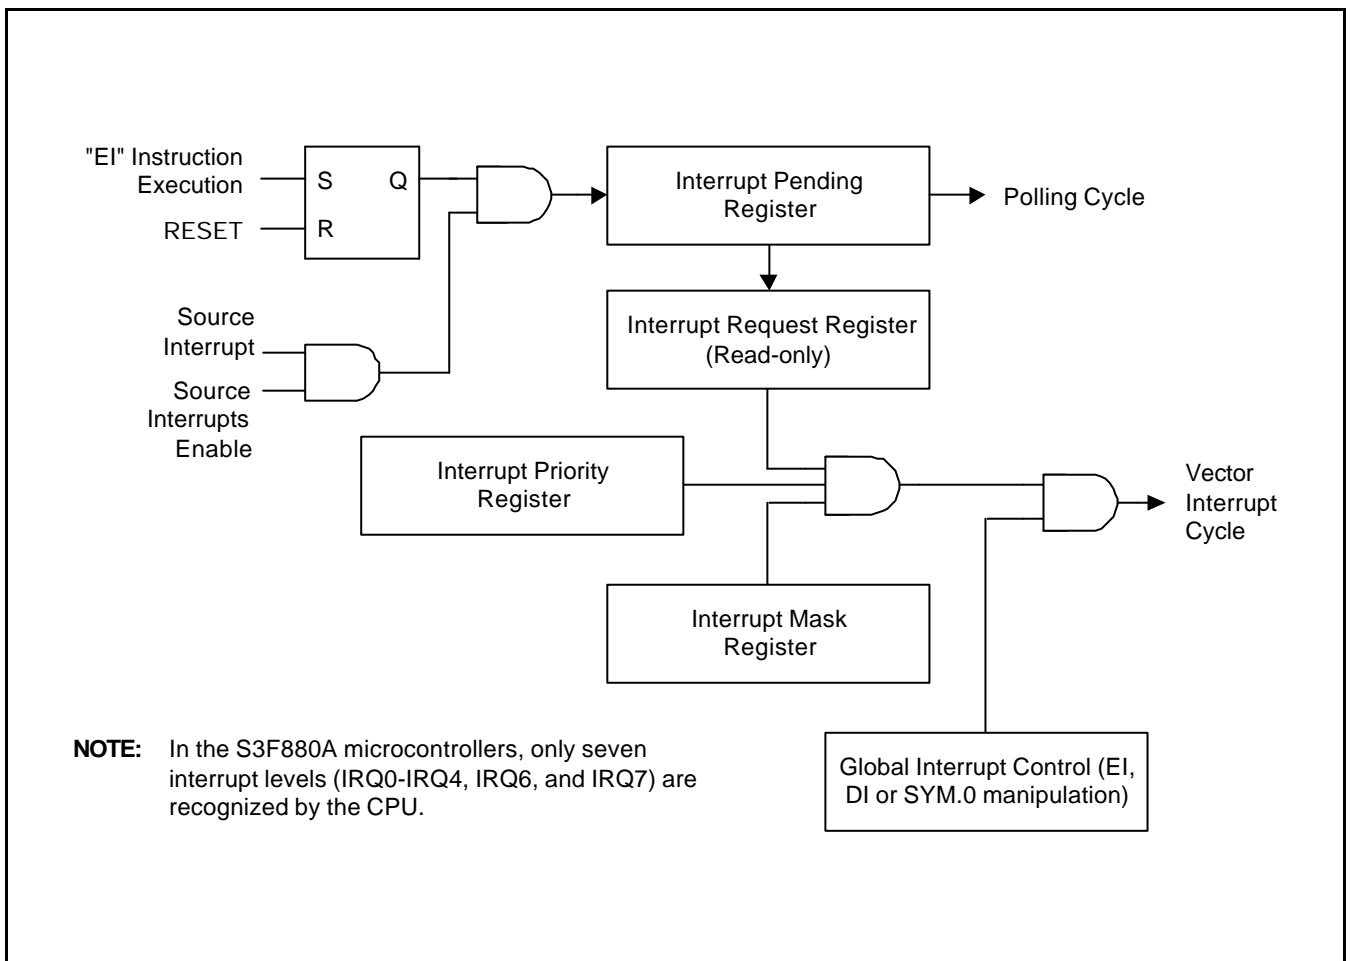 "EI" Instruction
Execution
S
Q
RESET
R
Interrupt Pending
Register
Polling Cycle
Source
Interrupt
Source
Interrupts
Enable
Interrupt Request Register
(Read-only)
Interrupt Priority
Register
Vector
Interrupt
Cycle
Interrupt Mask
Register
NOTE: In the S3F880A microcontrollers, only seven
interrupt levels (IRQ0-IRQ4, IRQ6, and IRQ7) are
recognized by the CPU.
Global Interrupt Control (EI,
DI or SYM.0 manipulation)